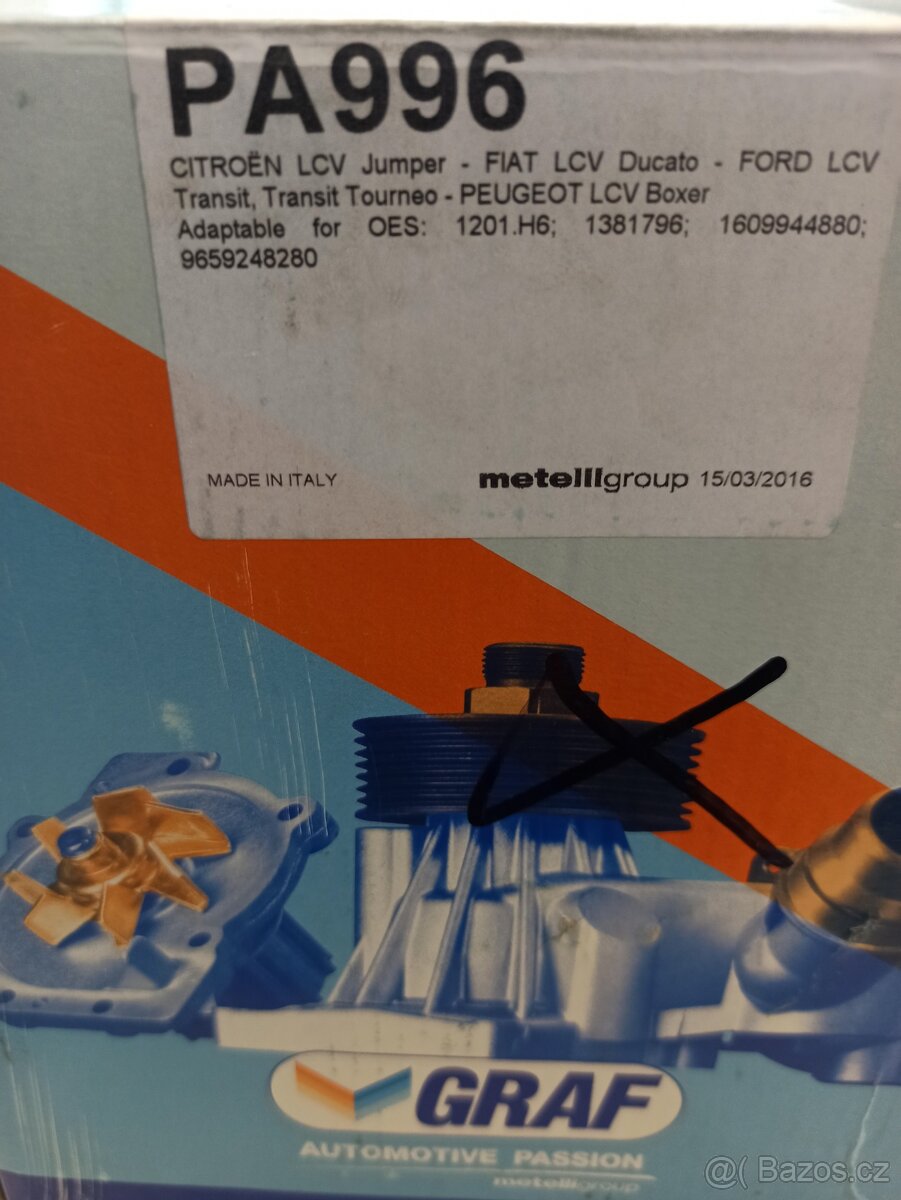 PA996
CITROËN LCV Jumper - FIAT LCV Ducato - FORD LCV
Transit, Transit Tourneo - PEUGEOT LCV Boxer
Adaptable for OES: 1201.H6; 1381796; 1609944880;
9659248280
MADE IN ITALY
metelligroup 15/03/2016
GRAF
AUTOMOTIVE PASSION
metelligroup
@( Bazos.cz